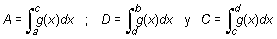 A = ∫_a^c g(x)dx ; D = ∫_d^b g(x)dx y C = ∫_c^d g(x)dx